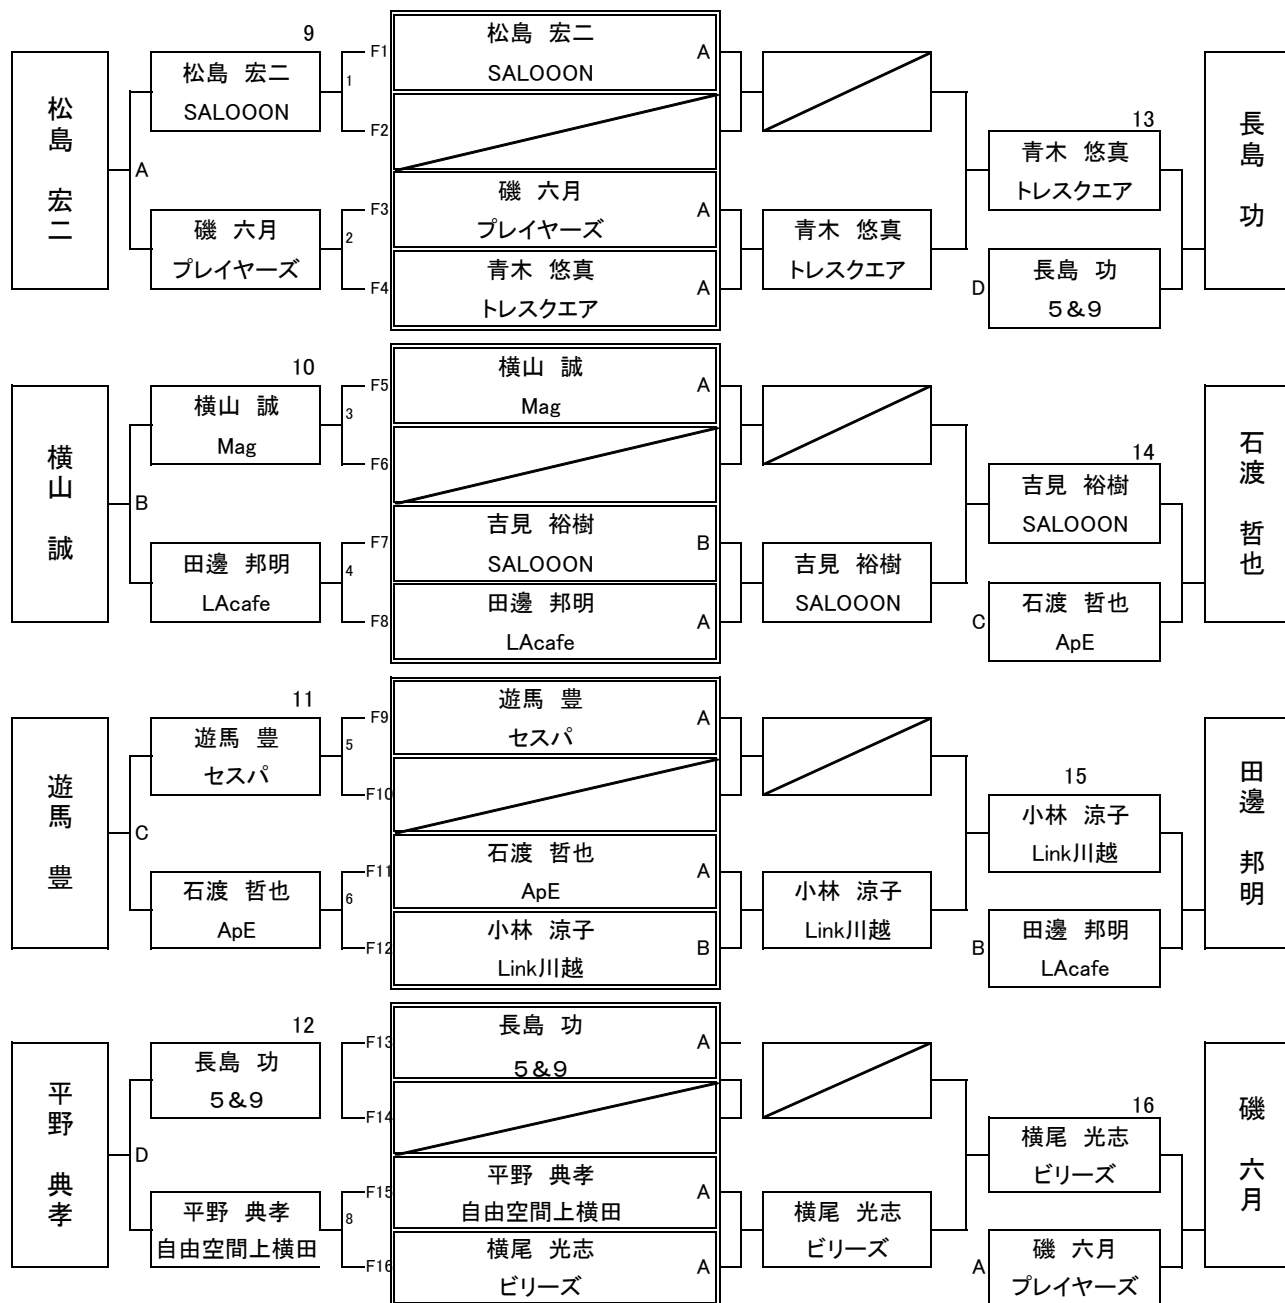 9
松島 宏二
SALOOON
F1
1
F2
松島 宏二
SALOOON
A
松島 宏二
A
磯 六月
プレイヤーズ
F3
2
F4
磯 六月
プレイヤーズ
A
青木 悠真
トレスクエア
A
青木 悠真
トレスクエア
13
青木 悠真
トレスクエア
D
長島 功
5&9
長島 功
10
横山 誠
Mag
F5
3
F6
横山 誠
Mag
A
横山 誠
B
田邊 邦明
LAcafe
F7
4
F8
吉見 裕樹
SALOOON
B
田邊 邦明
LAcafe
A
吉見 裕樹
SALOOON
14
吉見 裕樹
SALOOON
C
石渡 哲也
ApE
石渡 哲也
11
遊馬 豊
セスパ
F9
5
F10
遊馬 豊
セスパ
A
遊馬 豊
C
石渡 哲也
ApE
F11
6
F12
石渡 哲也
ApE
A
小林 涼子
Link川越
B
小林 涼子
Link川越
15
小林 涼子
Link川越
B
田邊 邦明
LAcafe
田邊 邦明
12
長島 功
5&9
F13
F14
長島 功
5&9
A
平野 典孝
D
平野 典孝
自由空間上横田
F15
8
F16
平野 典孝
自由空間上横田
A
横尾 光志
ビリーズ
A
横尾 光志
ビリーズ
16
横尾 光志
ビリーズ
A
磯 六月
プレイヤーズ
磯 六月